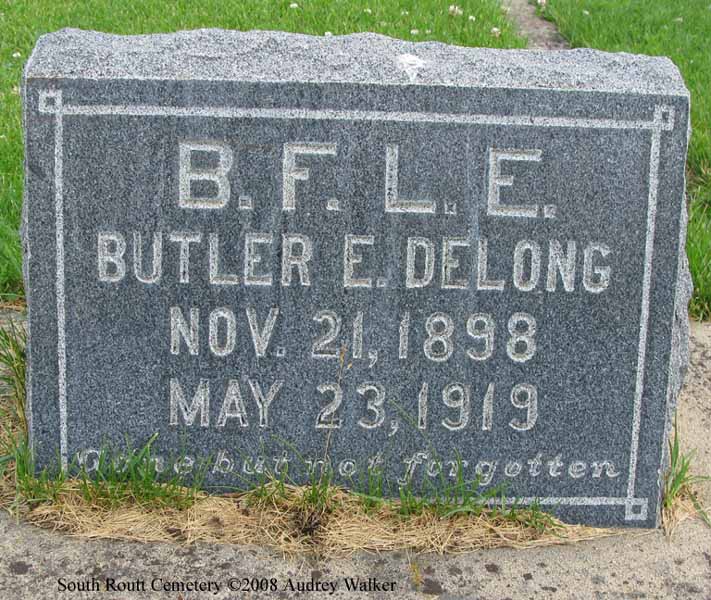 B. F. L. E.
BUTLER E. DELONG
NOV. 21, 1898
MAY 23, 1919
Gone but not forgotten
South Routt Cemetery ©2008 Audrey Walker